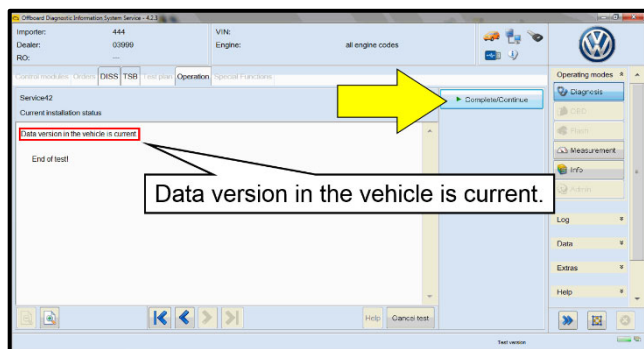 Offboard Diagnostic Information System Service - 4.2.3
Importer: 444 VIN:
Dealer: 03999 Engine: all engine codes
RO: ---
Control modules Orders DISS TSB Test plan Operation Special Functions
Operating modes
Service42
Complete/Continue
Diagnosis
Current installation status
OBD
Data version in the vehicle is current.
Flash
End of test!
Measurement
Info
Data version in the vehicle is current.
Admin
Log
Data
Extras
Help
Help Cancel test
Test version